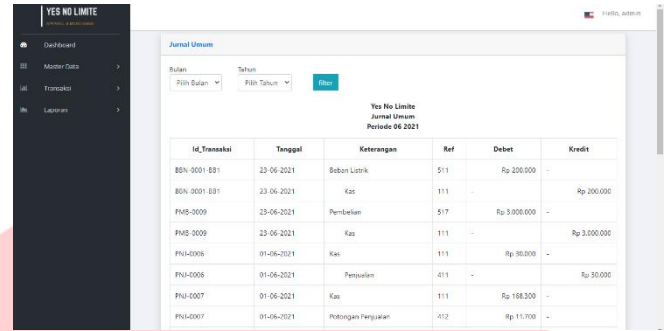 YES NO LIMITE
Hello, admin
Dashboard
Master Data
Transaksi
Laporan
Jurnal Umum
Bulan Tahun
Pilih Bulan Pilih Tahun filter
Yes No Limite
Jurnal Umum
Periode 06 2021
Id_Transaksi Tanggal Keterangan Ref Debet Kredit
BBN-0001-BB1 23-06-2021 Beban Listrik 511 Rp 200.000 -
BBN-0001-BB1 23-06-2021 Kas 111 - Rp 200.000
PMB-0009 23-06-2021 Pembelian 517 Rp 3.000.000 -
PMB-0009 23-06-2021 Kas 111 - Rp 3.000.000
PNJ-0006 01-06-2021 Kas 111 Rp 30.000 -
PNJ-0006 01-06-2021 Penjualan 411 - Rp 30.000
PNJ-0007 01-06-2021 Kas 111 Rp 168.300 -
PNJ-0007 01-06-2021 Potongan Penjualan 412 Rp 11.700 -